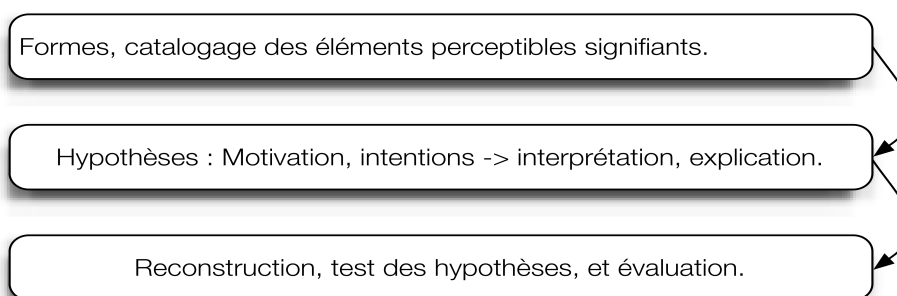 Formes, catalogage des éléments perceptibles signifiants.
Hypothèses : Motivation, intentions -> interprétation, explication.
Reconstruction, test des hypothèses, et évaluation.